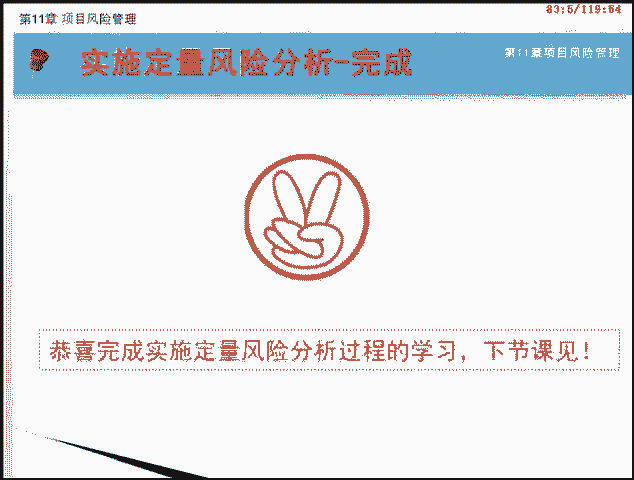 第11章 项目风险管理
83:5/119:64
实施定量风险分析-完成
第11章项目风险管理
恭喜完成实施定量风险分析过程的学习，下节课见！